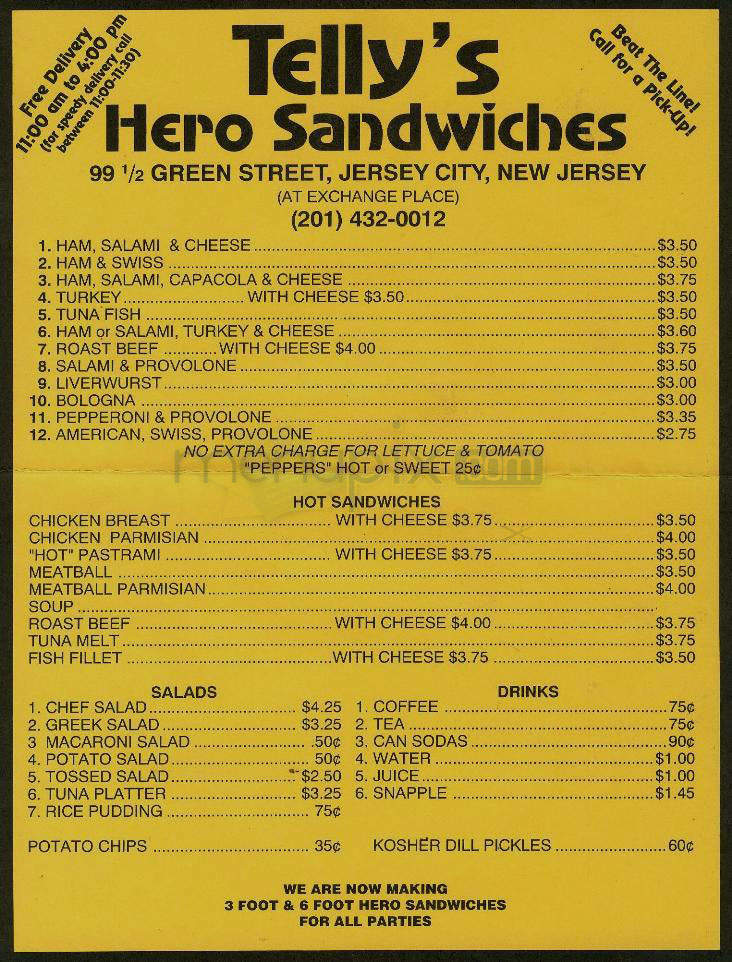 Free Delivery
11:00 am to 4:00 pm
(for speedy delivery call
between 11:00-11:30)
Telly's
Hero Sandwiches
Beat The Line!
Call for a Pick-Up!
99 1/2 GREEN STREET, JERSEY CITY, NEW JERSEY
(AT EXCHANGE PLACE)
(201) 432-0012
1. HAM, SALAMI & CHEESE ........ $3.50
2. HAM & SWISS ........ $3.50
3. HAM, SALAMI, CAPACOLA & CHEESE ........ $3.75
4. TURKEY ........ WITH CHEESE $3.50 ........ $3.50
5. TUNA FISH ........ $3.50
6. HAM or SALAMI, TURKEY & CHEESE ........ $3.60
7. ROAST BEEF ........ WITH CHEESE $4.00 ........ $3.75
8. SALAMI & PROVOLONE ........ $3.50
9. LIVERWURST ........ $3.00
10. BOLOGNA ........ $3.00
11. PEPPERONI & PROVOLONE ........ $3.35
12. AMERICAN, SWISS, PROVOLONE ........ $2.75
NO EXTRA CHARGE FOR LETTUCE & TOMATO
"PEPPERS" HOT or SWEET 25¢
menupix.com
HOT SANDWICHES
CHICKEN BREAST ........ WITH CHEESE $3.75 ........ $3.50
CHICKEN PARMISIAN ........ $4.00
"HOT" PASTRAMI ........ WITH CHEESE $3.75 ........ $3.50
MEATBALL ........ $3.50
MEATBALL PARMISIAN ........ $4.00
SOUP ........
ROAST BEEF ........ WITH CHEESE $4.00 ........ $3.75
TUNA MELT ........ $3.75
FISH FILLET ........ WITH CHEESE $3.75 ........ $3.50
SALADS
1. CHEF SALAD ........ $4.25
2. GREEK SALAD ........ $3.25
3 MACARONI SALAD ........ .50¢
4. POTATO SALAD ........ 50¢
5. TOSSED SALAD ........ $2.50
6. TUNA PLATTER ........ $3.25
7. RICE PUDDING ........ 75¢
POTATO CHIPS ........ 35¢
DRINKS
1. COFFEE ........ 75¢
2. TEA ........ 75¢
3. CAN SODAS ........ 90¢
4. WATER ........ $1.00
5. JUICE ........ $1.00
6. SNAPPLE ........ $1.45
KOSHER DILL PICKLES ........ 60¢
WE ARE NOW MAKING
3 FOOT & 6 FOOT HERO SANDWICHES
FOR ALL PARTIES